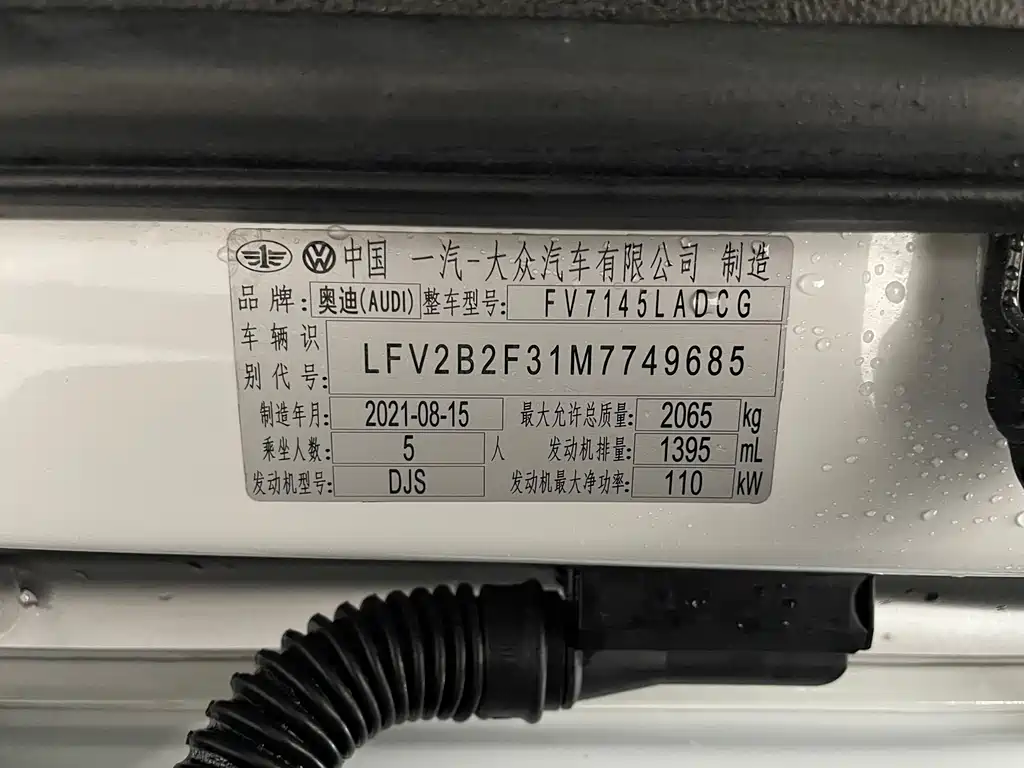 中国 一汽-大众汽车有限公司 制造
品牌: 奥迪(AUDI) 整车型号: FV7145LADCG
车辆识别代号: LFV2B2F31M7749685
制造年月: 2021-08-15 最大允许总质量: 2065 kg
乘坐人数: 5 人 发动机排量: 1395 mL
发动机型号: DJS 发动机最大净功率: 110 kW